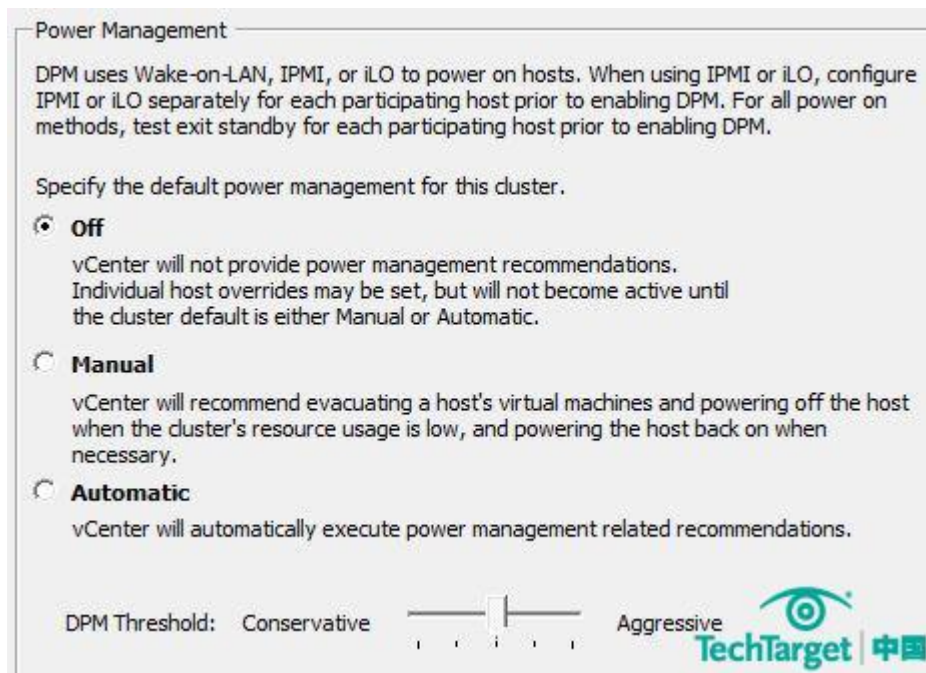 Power Management
DPM uses Wake-on-LAN, IPMI, or iLO to power on hosts. When using IPMI or iLO, configure
IPMI or iLO separately for each participating host prior to enabling DPM. For all power on
methods, test exit standby for each participating host prior to enabling DPM.
Specify the default power management for this cluster.
Off
vCenter will not provide power management recommendations.
Individual host overrides may be set, but will not become active until
the cluster default is either Manual or Automatic.
Manual
vCenter will recommend evacuating a host's virtual machines and powering off the host
when the cluster's resource usage is low, and powering the host back on when
necessary.
Automatic
vCenter will automatically execute power management related recommendations.
DPM Threshold: Conservative Aggressive
TechTarget 中国